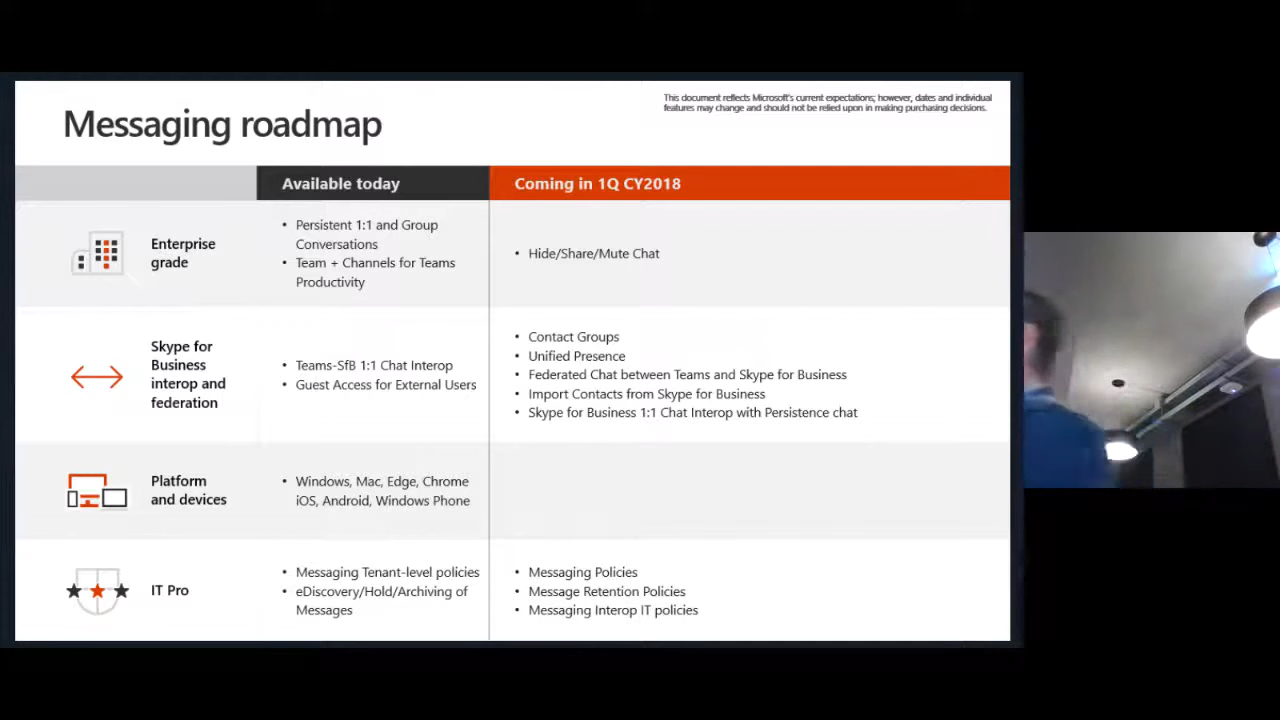 Messaging roadmap
This document reflects Microsoft's current expectations; however, dates and individual
features may change and should not be relied upon in making purchasing decisions.
Available today
Coming in 1Q CY2018
Enterprise
grade
• Persistent 1:1 and Group
Conversations
• Team + Channels for Teams
Productivity
• Hide/Share/Mute Chat
Skype for
Business
interop and
federation
• Teams-SfB 1:1 Chat Interop
• Guest Access for External Users
• Contact Groups
• Unified Presence
• Federated Chat between Teams and Skype for Business
• Import Contacts from Skype for Business
• Skype for Business 1:1 Chat Interop with Persistence chat
Platform
and devices
• Windows, Mac, Edge, Chrome
iOS, Android, Windows Phone
IT Pro
• Messaging Tenant-level policies
• eDiscovery/Hold/Archiving of
Messages
• Messaging Policies
• Message Retention Policies
• Messaging Interop IT policies